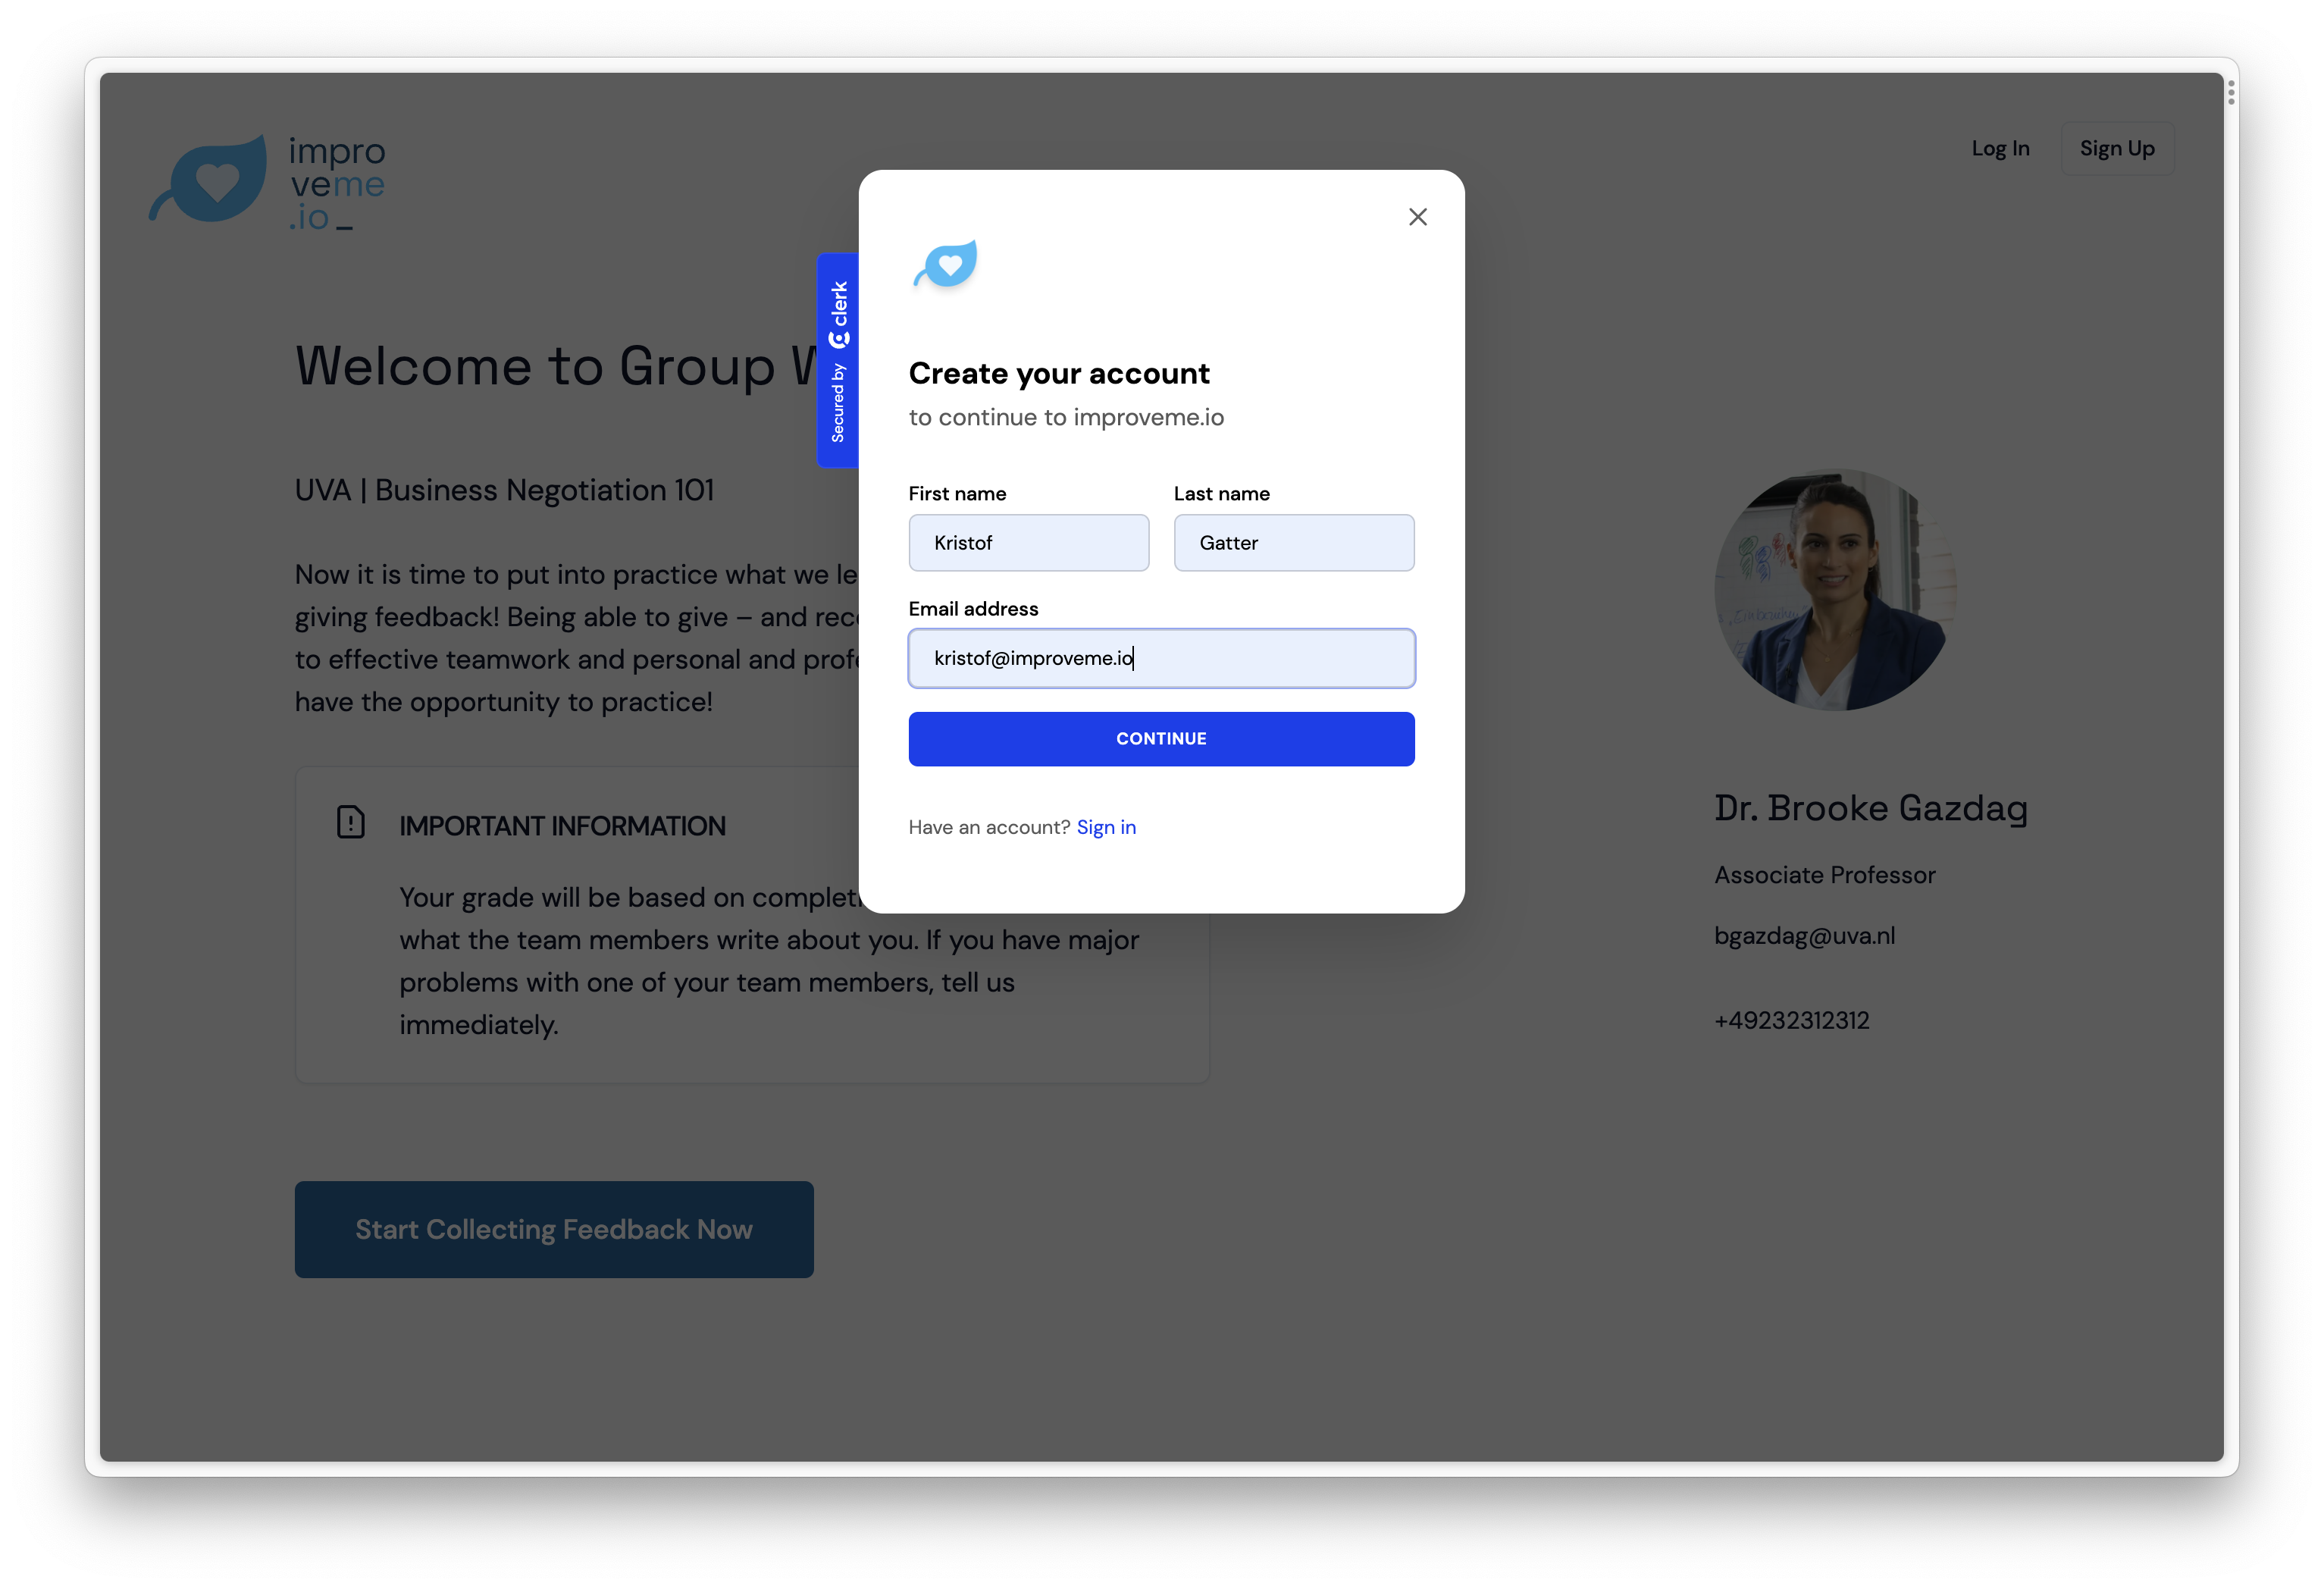 impro
veme
.io _
Log In
Sign Up
Welcome to Group
UVA | Business Negotiation 101
Now it is time to put into practice what we le
giving feedback! Being able to give – and rec
to effective teamwork and personal and prof
have the opportunity to practice!
IMPORTANT INFORMATION
Your grade will be based on complet
what the team members write about you. If you have major
problems with one of your team members, tell us
immediately.
Start Collecting Feedback Now
Secured by clerk
Create your account
to continue to improveme.io
First name
Last name
Kristof
Gatter
Email address
kristof@improveme.io
CONTINUE
Have an account? Sign in
Dr. Brooke Gazdag
Associate Professor
bgazdag@uva.nl
+49232312312